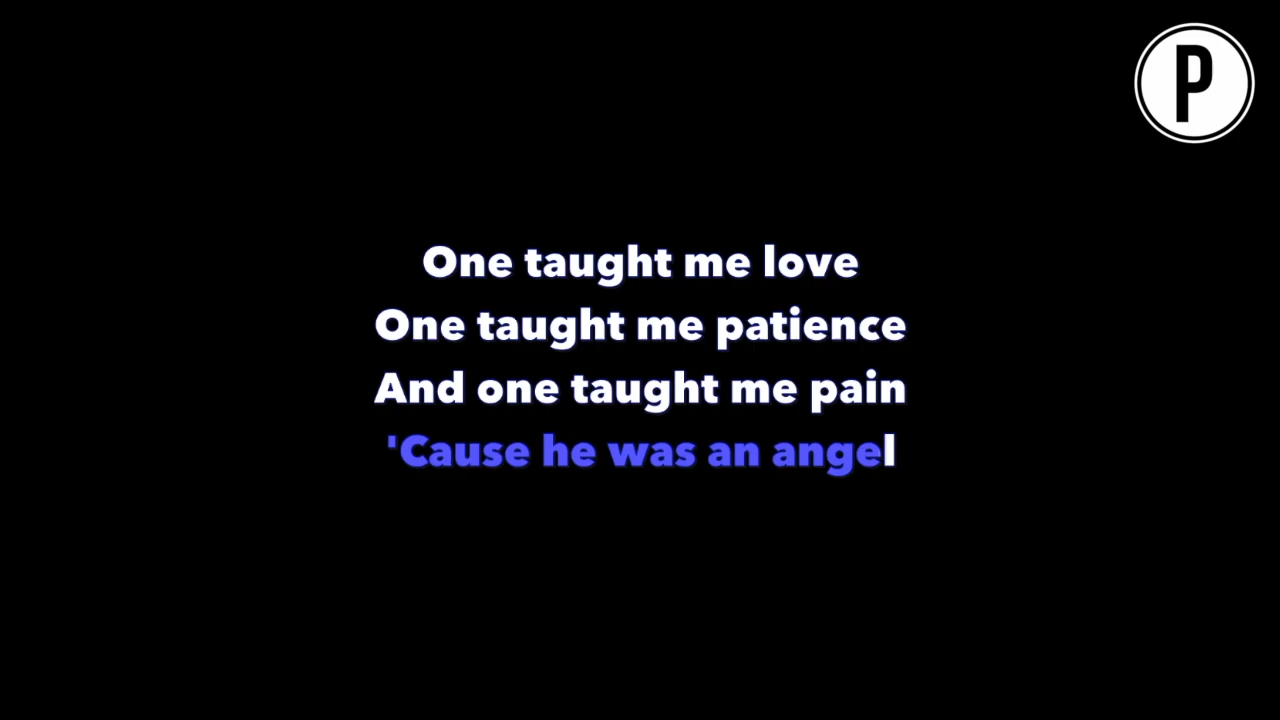 P
One taught me love
One taught me patience
And one taught me pain
'Cause he was an angel